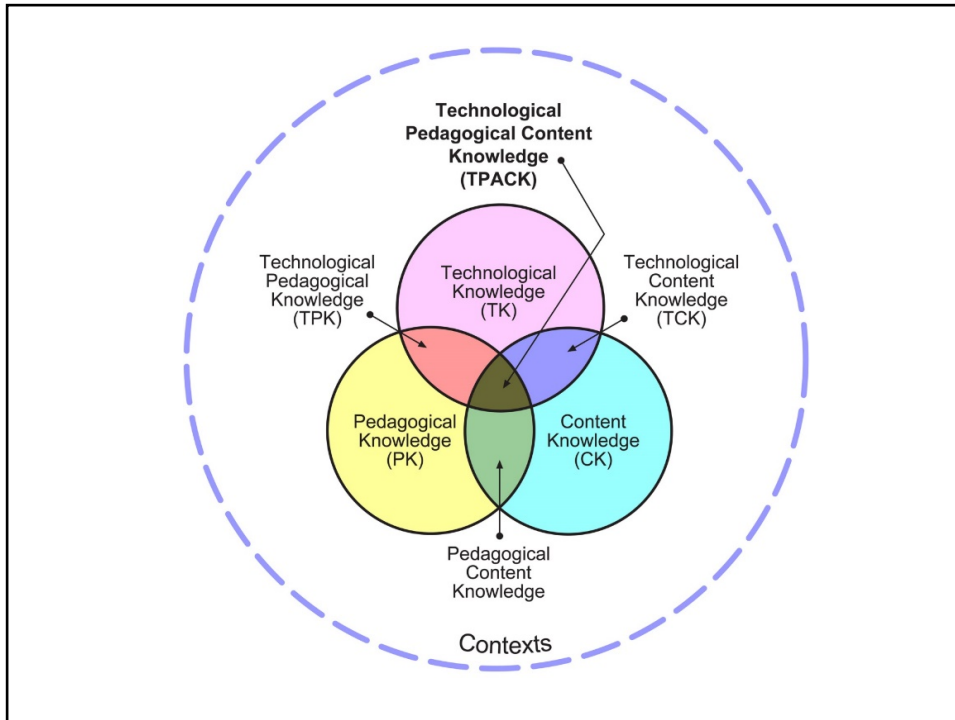 Technological
Pedagogical Content
Knowledge
(TPACK)
Technological
Pedagogical
Knowledge
(TPK)
Technological
Knowledge
(TK)
Technological
Content
Knowledge
(TCK)
Pedagogical
Knowledge
(PK)
Content
Knowledge
(CK)
Pedagogical
Content
Knowledge
Contexts